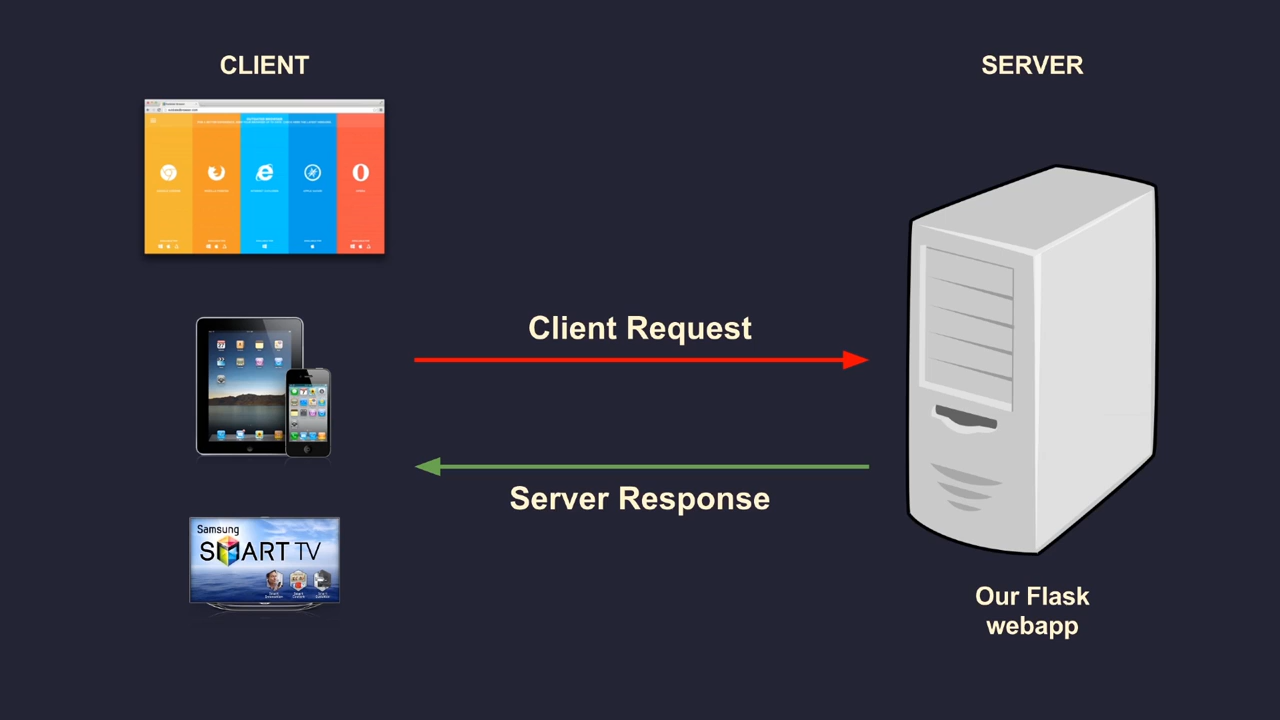 CLIENT
SERVER
Client Request
Server Response
Samsung
SMART TV
Our Flask
webapp